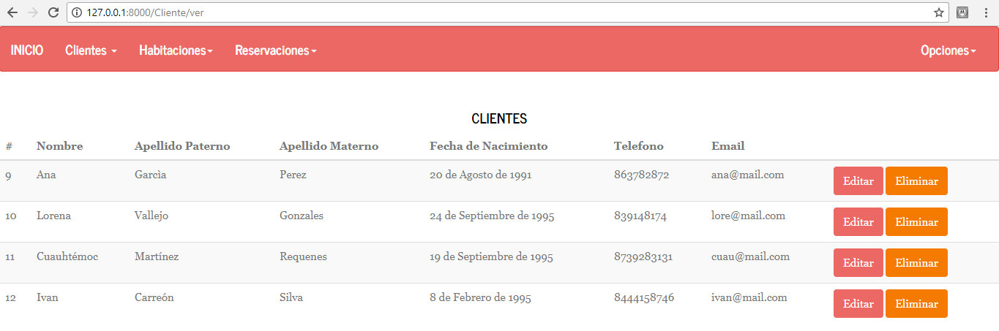 127.0.0.1:8000/Cliente/ver
INICIO Clientes Habitaciones Reservaciones Opciones
CLIENTES
# Nombre Apellido Paterno Apellido Materno Fecha de Nacimiento Telefono Email
9 Ana Garcìa Perez 20 de Agosto de 1991 863782872 ana@mail.com Editar Eliminar
10 Lorena Vallejo Gonzales 24 de Septiembre de 1995 839148174 lore@mail.com Editar Eliminar
11 Cuauhtémoc Martínez Requenes 19 de Septiembre de 1995 8739283131 cuau@mail.com Editar Eliminar
12 Ivan Carreón Silva 8 de Febrero de 1995 8444158746 ivan@mail.com Editar Eliminar